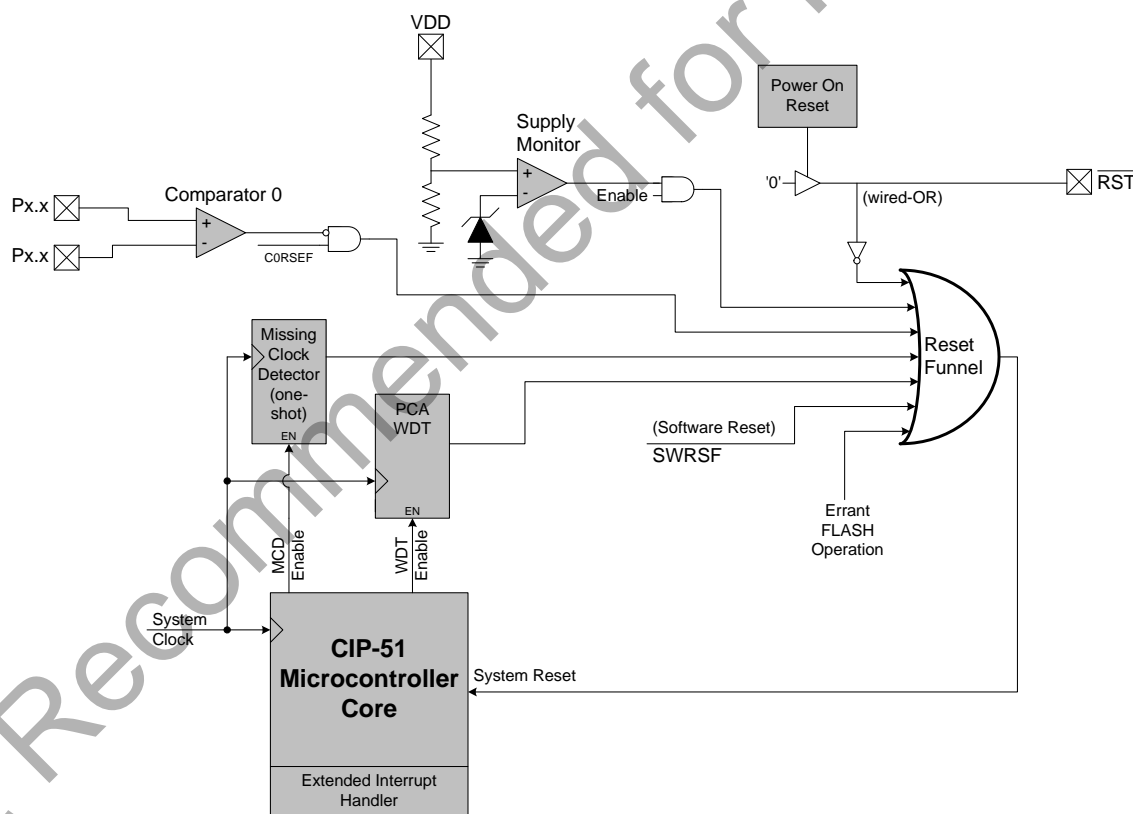 VDD
Power On
Reset
Supply
Monitor
+
-
Enable
'0'
(wired-OR)
RST
Px.x
Px.x
Comparator 0
+
-
C0RSEF
Missing
Clock
Detector
(one-
shot)
EN
PCA
WDT
EN
Reset
Funnel
(Software Reset)
SWRSF
Errant
FLASH
Operation
MCD
Enable
WDT
Enable
System
Clock
CIP-51
Microcontroller
Core
System Reset
Extended Interrupt
Handler
Recommended for